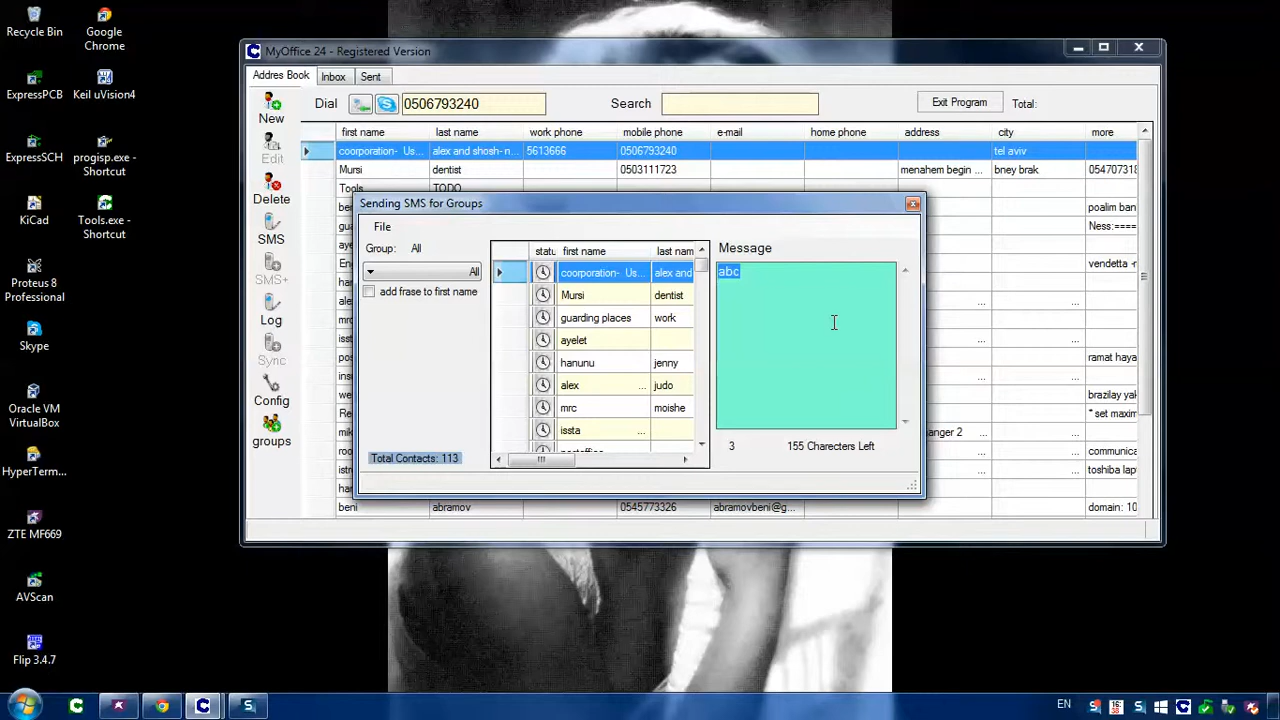 Recycle Bin
Google Chrome
ExpressPCB
Keil uVision4
ExpressSCH
progisp.exe - Shortcut
KiCad
Tools.exe - Shortcut
Proteus 8 Professional
Skype
Oracle VM VirtualBox
HyperTerm...
ZTE MF669
AVScan
Flip 3.4.7
MyOffice 24 - Registered Version
Addres Book Inbox Sent
New
Edit
Delete
SMS
SMS+
Log
Sync
Config
groups
Dial 0506793240 Search Exit Program Total:
first name last name work phone mobile phone e-mail home phone address city more
coorporation- Us... alex and shosh- n... 5613666 0506793240 tel aviv
Mursi dentist 0503111723 menahem begin ... bney brak 054707318
Tools TODO
poalim ban
Ness:====
vendetta -r
ramat haya
brazilay yak
* set maxim
anger 2 ...
communica
toshiba lapt
beni abramov 0545773326 abramovbeni@g... domain: 10
Sending SMS for Groups
File
Group: All
All
add frase to first name
Total Contacts: 113
statu first name last nam
coorporation- Us... alex and
Mursi dentist
guarding places work
ayelet
hanunu jenny
alex ... judo
mrc moishe
issta ...
Message
abc
3 155 Charecters Left
EN